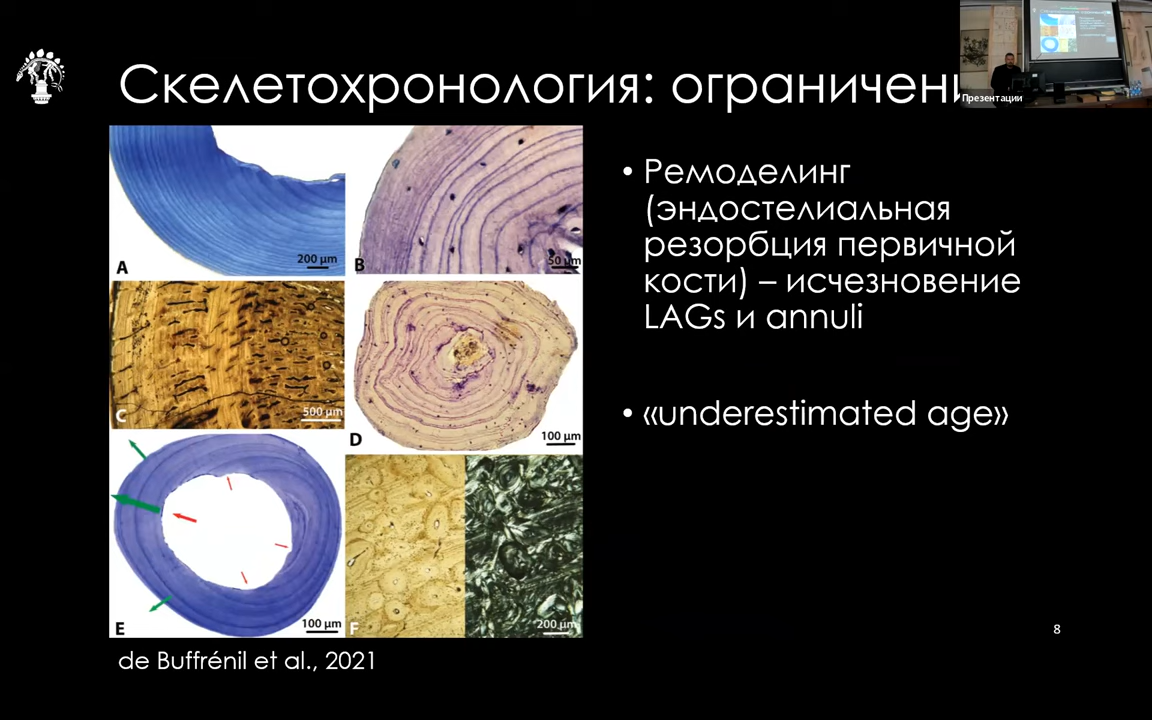 Скелетохронология: ограничени
Презентации
200 µm
A
B
50 µm
C
500 µm
D
100 µm
E
100 µm
F
200 µm
de Buffrénil et al., 2021
• Ремоделинг
(эндостелиальная
резорбция первичной
кости) – исчезновение
LAGs и annuli
• «underestimated age»
8